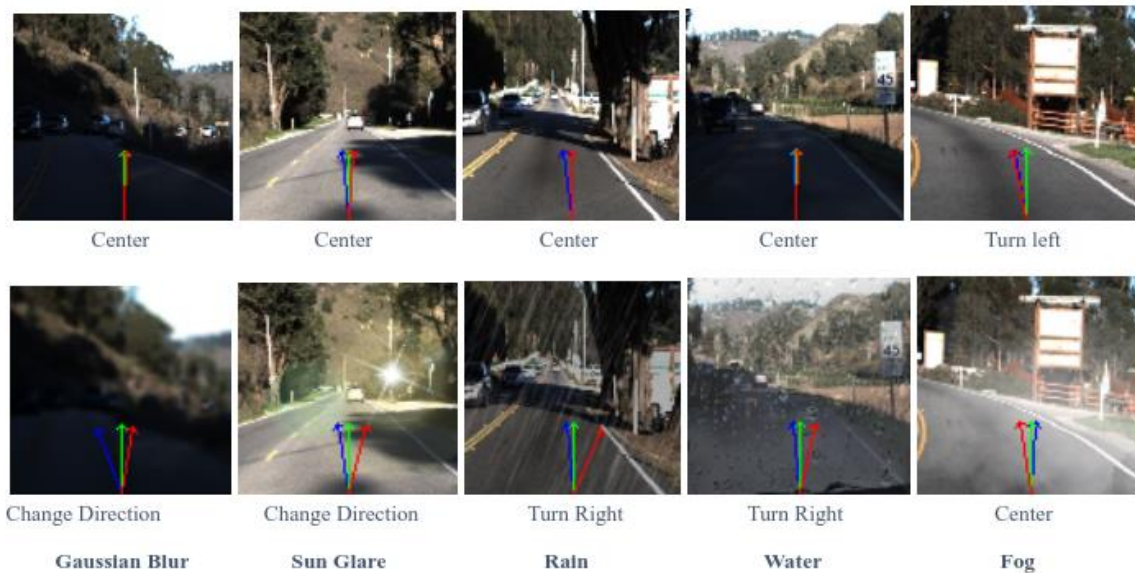 45
Center
Center
Center
Center
Turn left
45
Change Direction
Change Direction
Turn Right
Turn Right
Center
Gaussian Blur
Sun Glare
Rain
Water
Fog